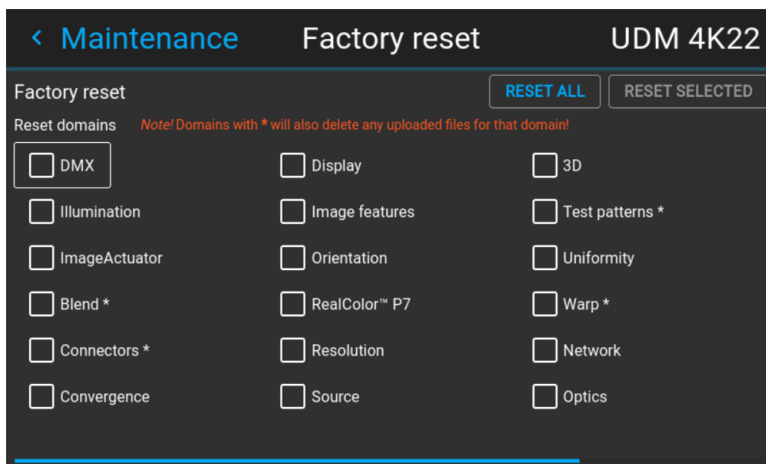 < Maintenance Factory reset UDM 4K22
Factory reset RESET ALL RESET SELECTED
Reset domains Note! Domains with * will also delete any uploaded files for that domain!
DMX Display 3D
Illumination Image features Test patterns *
ImageActuator Orientation Uniformity
Blend * RealColor™ P7 Warp *
Connectors * Resolution Network
Convergence Source Optics